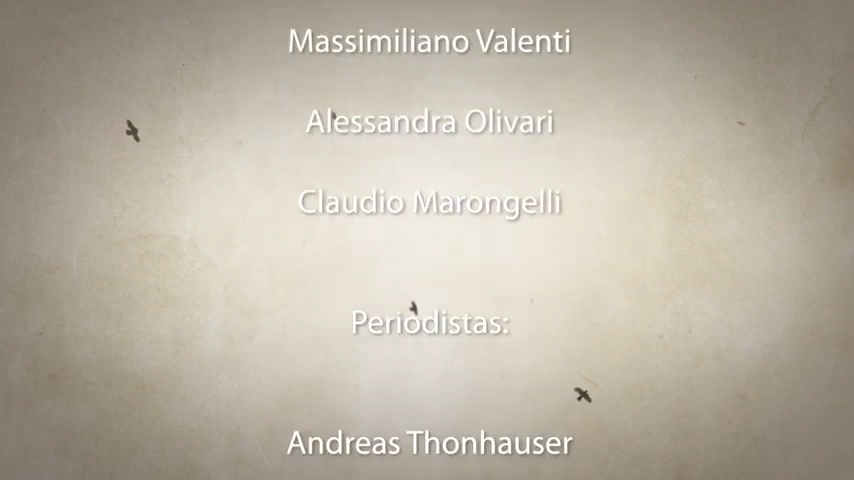 Massimiliano Valenti
Alessandra Olivari
Claudio Marongelli
Periodistas:
Andreas Thonhauser